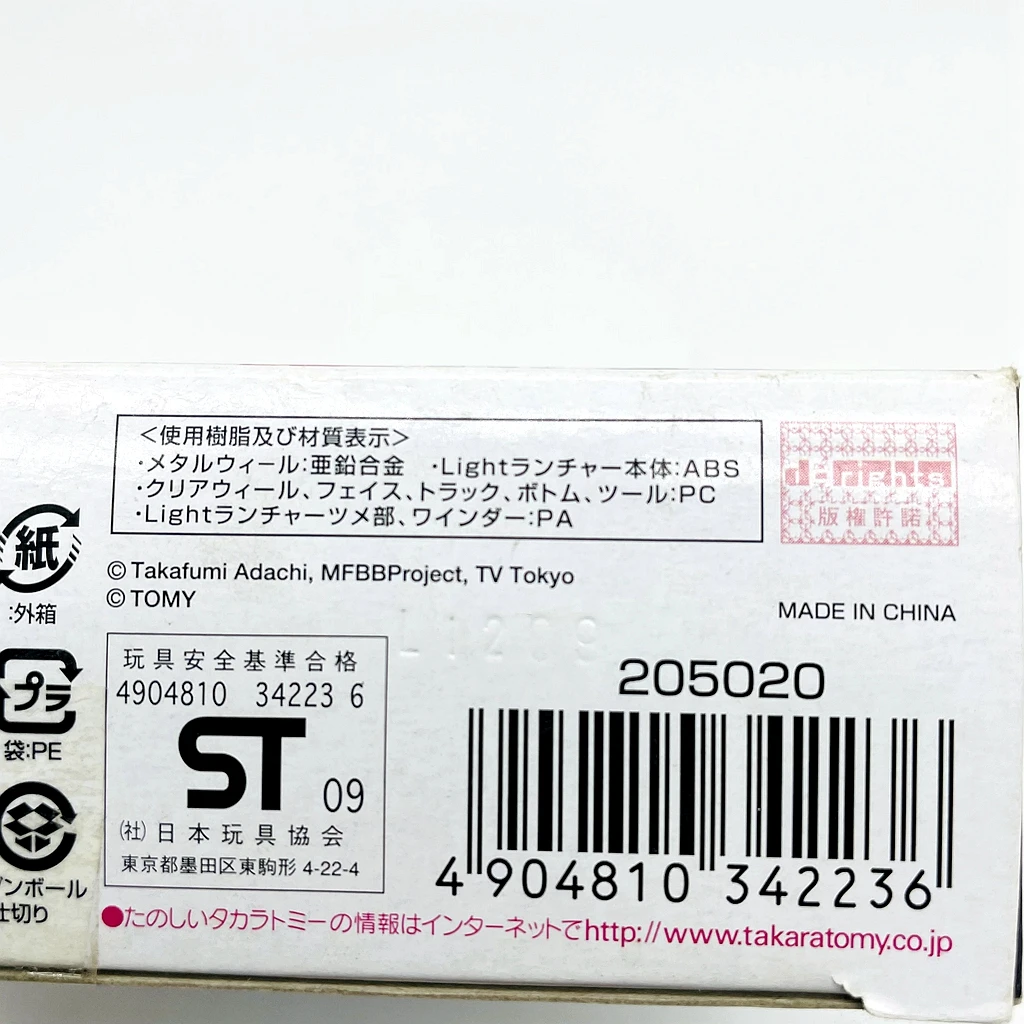 <使用樹脂及び材質表示>
・メタルウィール:亜鉛合金 ・Lightランチャー本体:ABS
・クリアウィール、フェイス、トラック、ボトム、ツール:PC
・Lightランチャーツメ部、ワインダー:PA
d-rights
版権許諾
紙
:外箱
プラ
袋:PE
ンボール
仕切り
©Takafumi Adachi, MFBBProject, TV Tokyo
©TOMY
MADE IN CHINA
玩具安全基準合格
4904810 34223 6
ST 09
(社)日本玩具協会
東京都墨田区東駒形 4-22-4
205020
4 904810 342236
●たのしいタカラトミーの情報はインターネットでhttp://www.takaratomy.co.jp